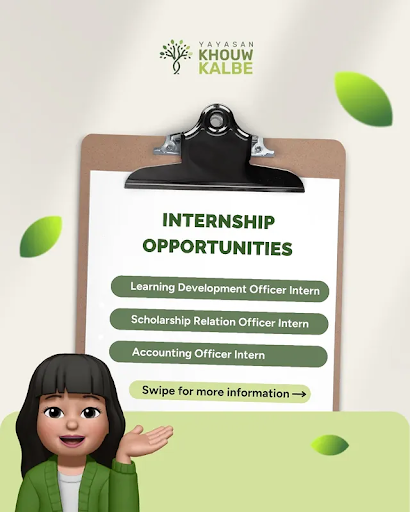 YAYASAN
KHOUW
KALBE
INTERNSHIP
OPPORTUNITIES
Learning Development Officer Intern
Scholarship Relation Officer Intern
Accounting Officer Intern
Swipe for more information →